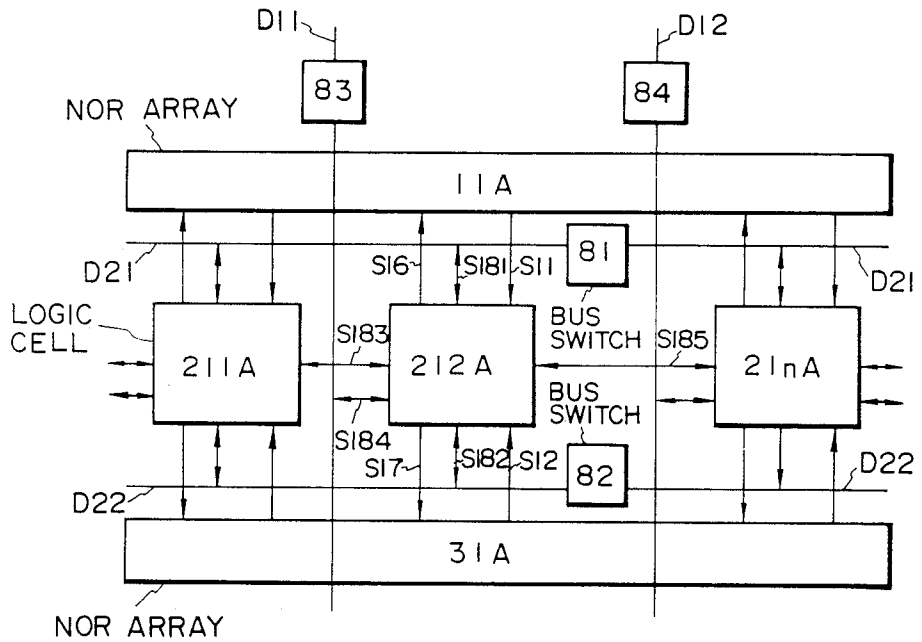 D11
D12
83
84
NOR ARRAY
11A
D21
S16
S181
S11
81
D21
LOGIC
CELL
BUS
SWITCH
S183
S185
211A
212A
21nA
BUS
SWITCH
S184
S17
S182
S12
82
D22
D22
31A
NOR ARRAY